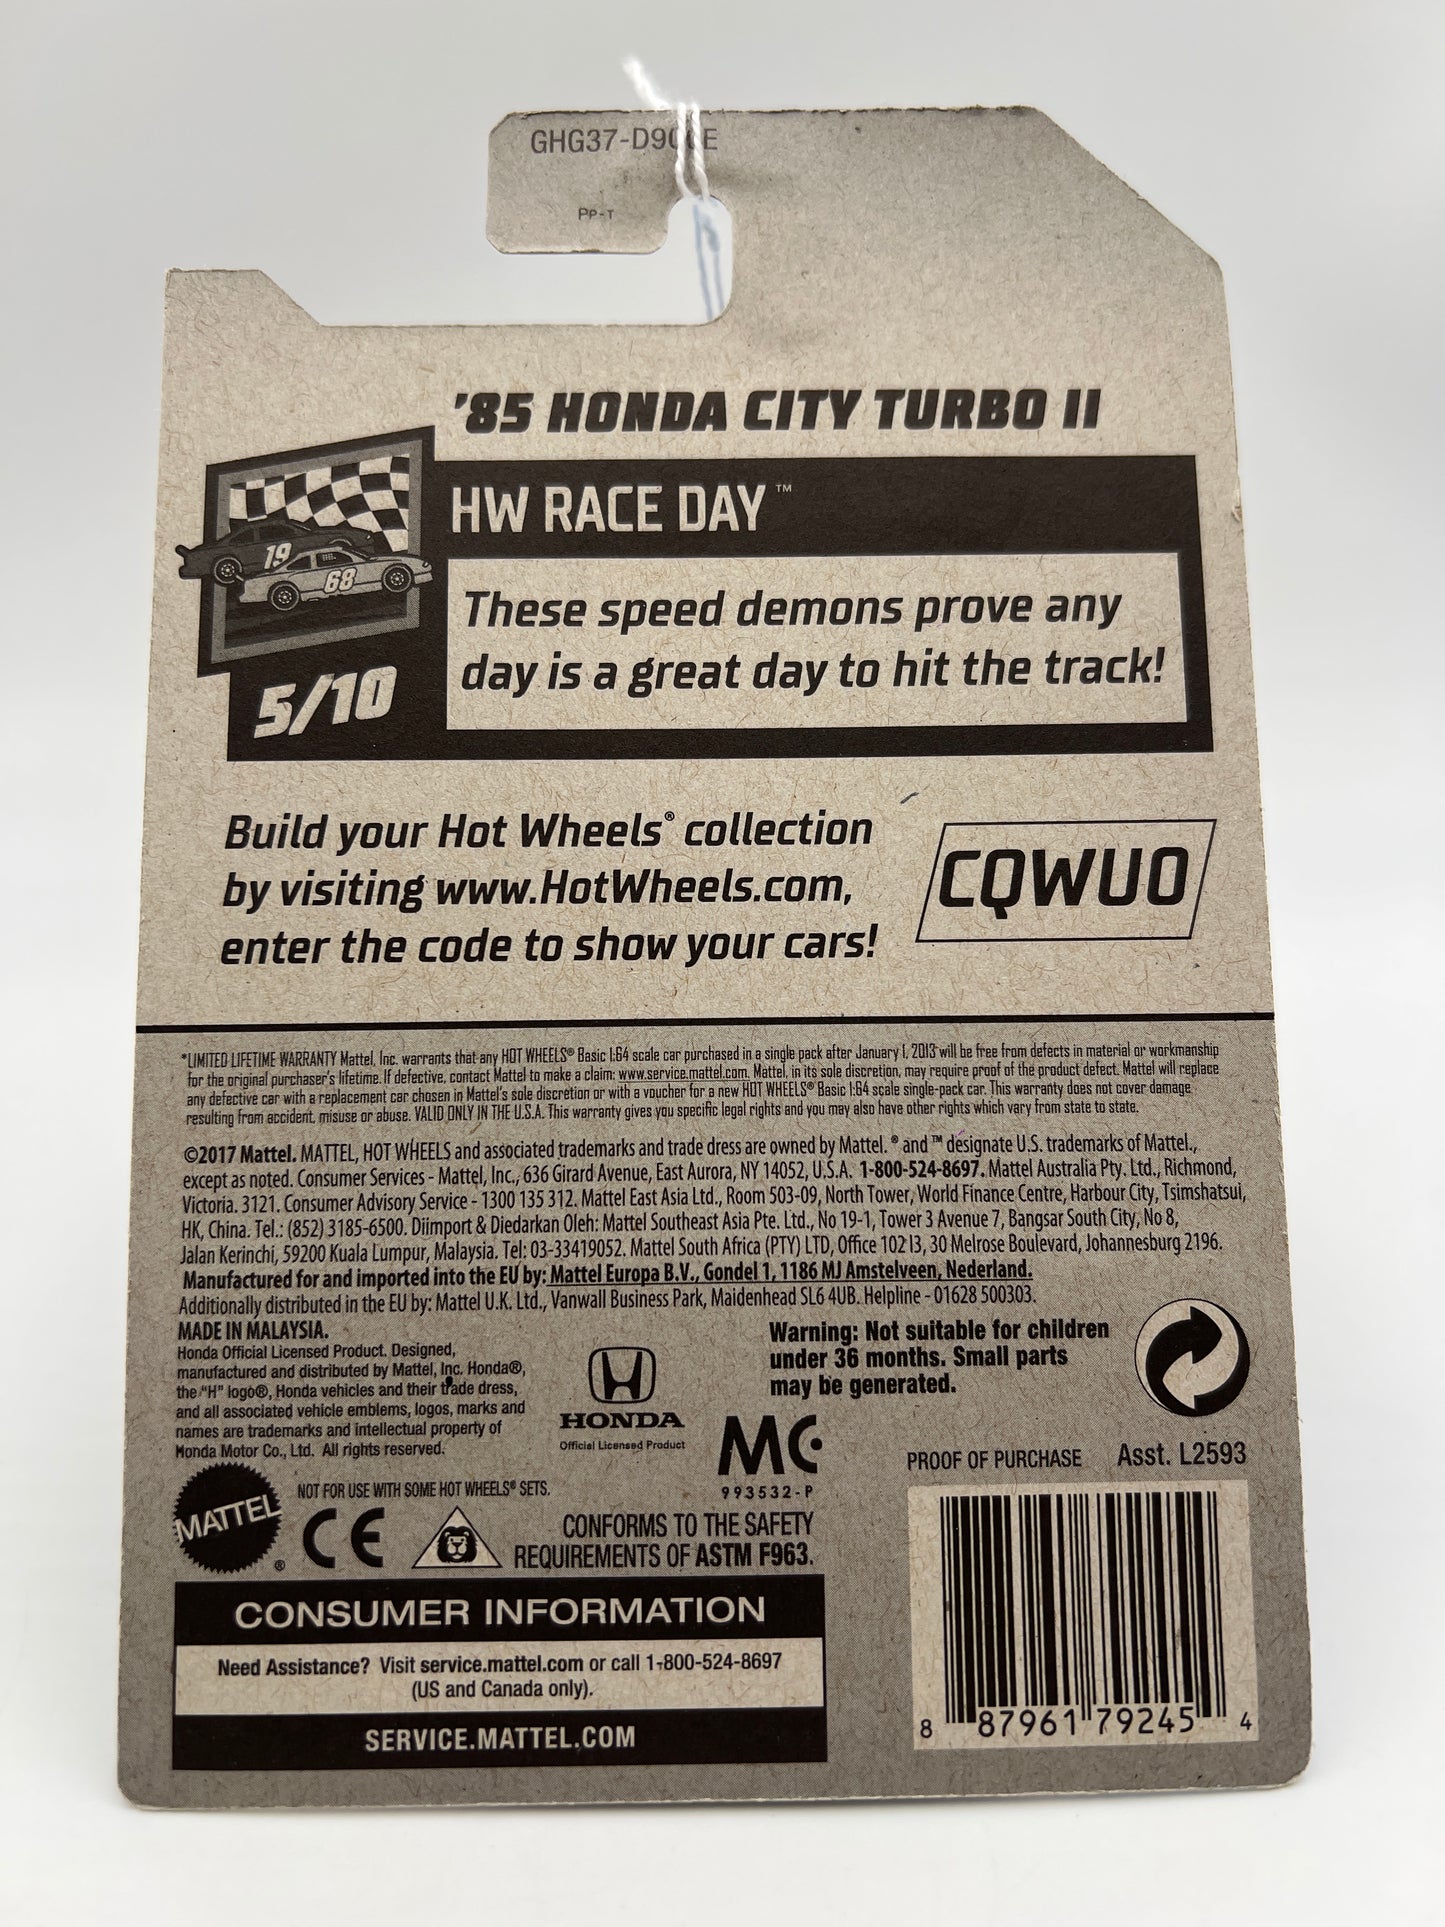 GHG37-D9
PP-T
'85 HONDA CITY TURBO II
HW RACE DAY™
19
68
These speed demons prove any
day is a great day to hit the track!
5/10
Build your Hot Wheels® collection
by visiting www.HotWheels.com,
enter the code to show your cars!
CQWUO
*LIMITED LIFETIME WARRANTY Mattel, Inc. warrants that any HOT WHEELS® Basic 1:64 scale car purchased in a single pack after January 1, 2013 will be free from defects in material or workmanship
for the original purchaser's lifetime. If defective, contact Mattel to make a claim: www.service.mattel.com. Mattel, in its sole discretion, may require proof of the product defect. Mattel will replace
any defective car with a replacement car chosen in Mattel's sole discretion or with a voucher for a new HOT WHEELS® Basic 1:64 scale single-pack car. This warranty does not cover damage
resulting from accident, misuse or abuse. VALID ONLY IN THE U.S.A. This warranty gives you specific legal rights and you may also have other rights which vary from state to state.
©2017 Mattel. MATTEL, HOT WHEELS and associated trademarks and trade dress are owned by Mattel. ® and ™ designate U.S. trademarks of Mattel.,
except as noted. Consumer Services - Mattel, Inc., 636 Girard Avenue, East Aurora, NY 14052, U.S.A. 1-800-524-8697. Mattel Australia Pty. Ltd., Richmond,
Victoria. 3121. Consumer Advisory Service - 1300 135 312. Mattel East Asia Ltd., Room 503-09, North Tower, World Finance Centre, Harbour City, Tsimshatsui,
HK, China. Tel.: (852) 3185-6500. Diimport & Diedarkan Oleh: Mattel Southeast Asia Pte. Ltd., No 19-1, Tower 3 Avenue 7, Bangsar South City, No 8,
Jalan Kerinchi, 59200 Kuala Lumpur, Malaysia. Tel: 03-33419052. Mattel South Africa (PTY) LTD, Office 102 I3, 30 Melrose Boulevard, Johannesburg 2196.
Manufactured for and imported into the EU by: Mattel Europa B.V., Gondel 1, 1186 MJ Amstelveen, Nederland.
Additionally distributed in the EU by: Mattel U.K. Ltd., Vanwall Business Park, Maidenhead SL6 4UB. Helpline - 01628 500303.
MADE IN MALAYSIA.
Honda Official Licensed Product. Designed,
manufactured and distributed by Mattel, Inc. Honda®,
the "H" logo®, Honda vehicles and their trade dress,
and all associated vehicle emblems, logos, marks and
names are trademarks and intellectual property of
Honda Motor Co., Ltd. All rights reserved.
HONDA
Official Licensed Product
Warning: Not suitable for children
under 36 months. Small parts
may be generated.
MC
993532-P
PROOF OF PURCHASE Asst. L2593
MATTEL®
NOT FOR USE WITH SOME HOT WHEELS® SETS.
CE
CONFORMS TO THE SAFETY
REQUIREMENTS OF ASTM F963.
CONSUMER INFORMATION
Need Assistance? Visit service.mattel.com or call 1-800-524-8697
(US and Canada only).
SERVICE.MATTEL.COM
8 87961 79245 4